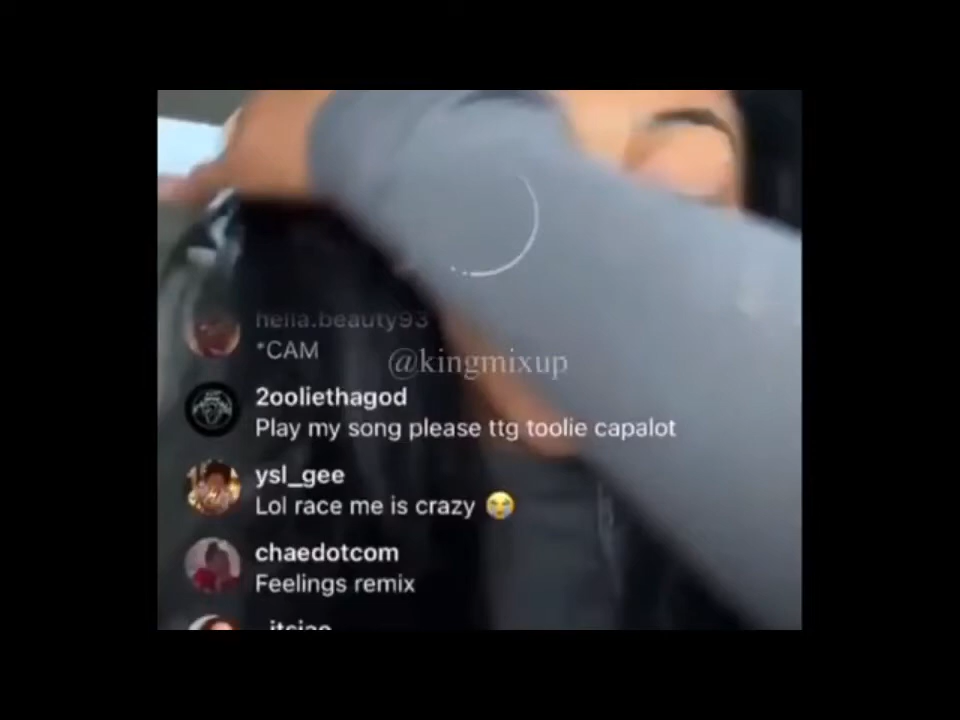 hella.beauty93
*CAM
@kingmixup
2ooliethagod
Play my song please ttg toolie capalot
ysl_gee
Lol race me is crazy 😭
chaedotcom
Feelings remix